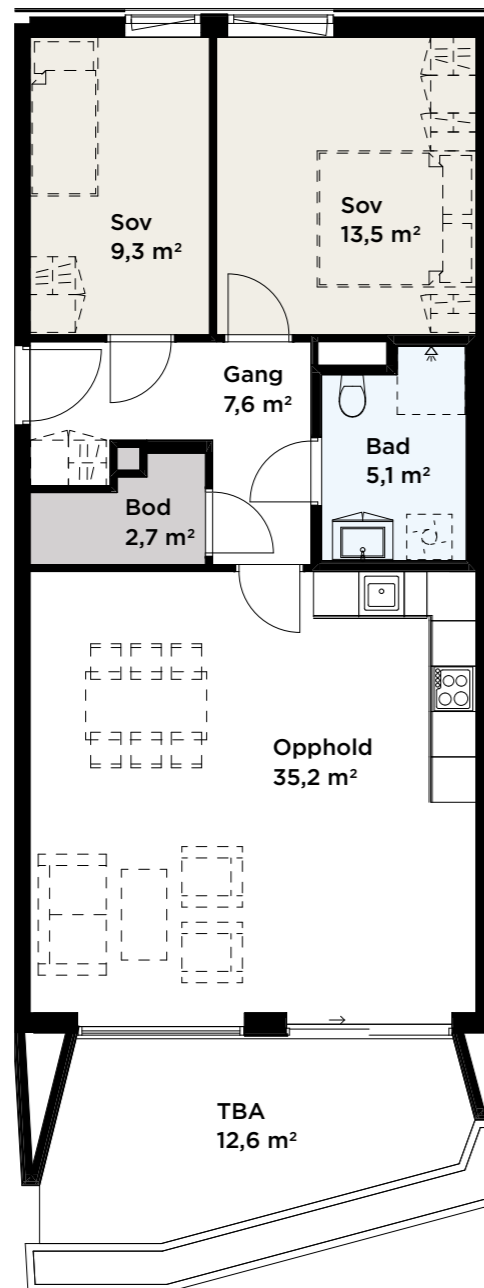 Sov
9,3 m²
Sov
13,5 m²
Gang
7,6 m²
Bad
5,1 m²
Bod
2,7 m²
Opphold
35,2 m²
TBA
12,6 m²